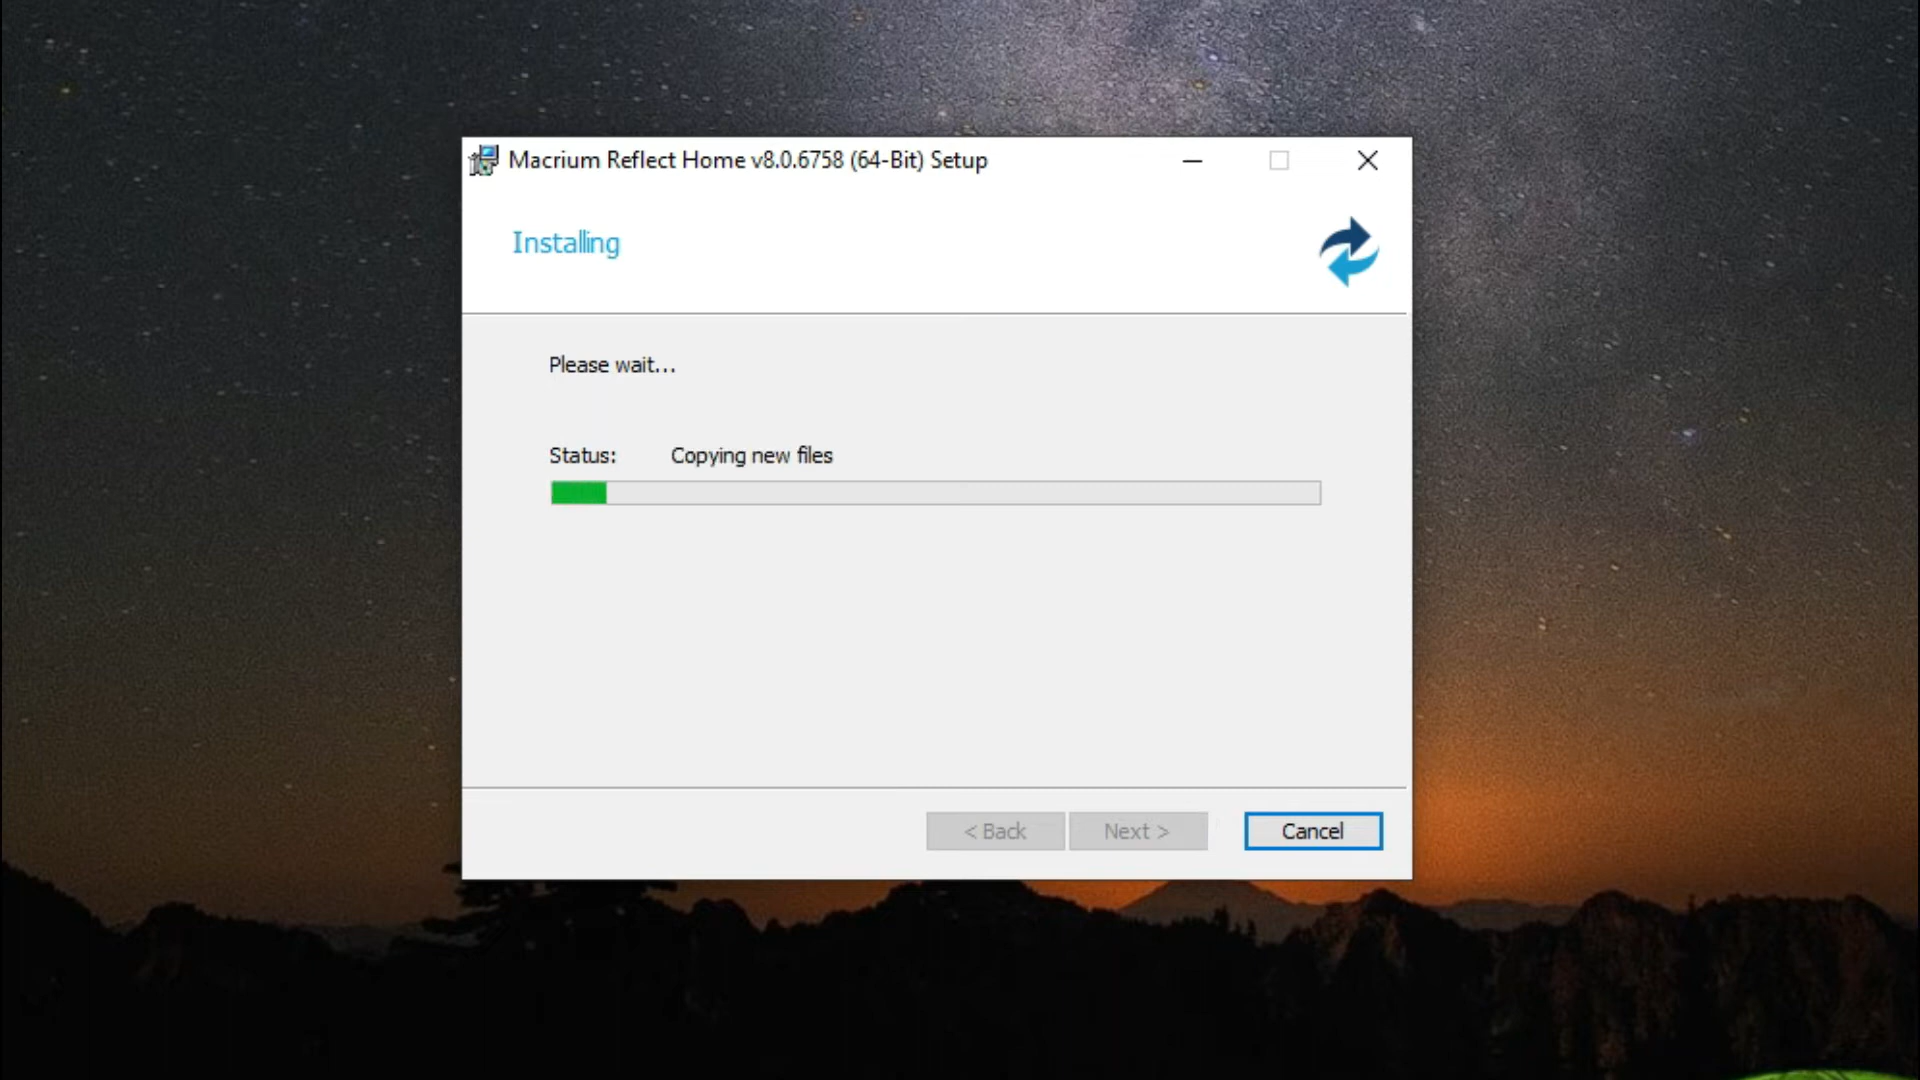 Macrium Reflect Home v8.0.6758 (64-Bit) Setup
Installing
Please wait...
Status: Copying new files
< Back Next > Cancel